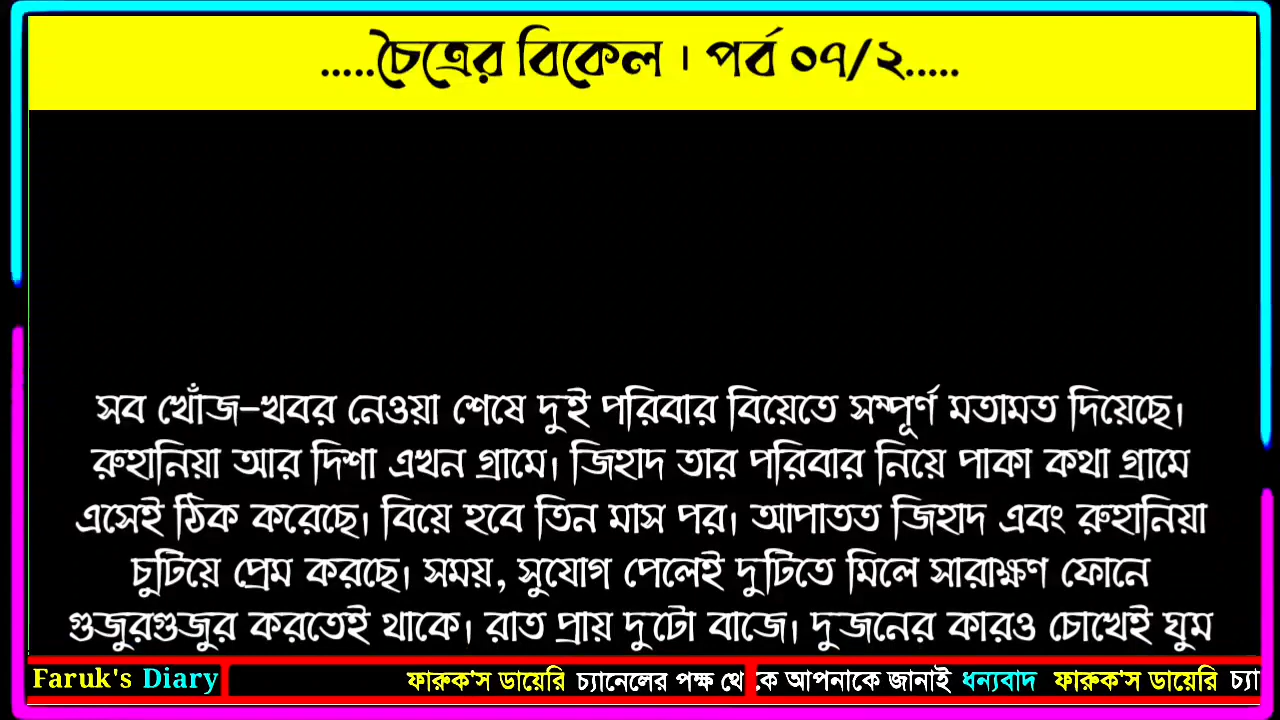 .....চৈত্রের বিকেল । পর্ব ০৭/২.....
সব খোঁজ-খবর নেওয়া শেষে দুই পরিবার বিয়েতে সম্পূর্ণ মতামত দিয়েছে।
রুহানিয়া আর দিশা এখন গ্রামে। জিহাদ তার পরিবার নিয়ে পাকা কথা গ্রামে
এসেই ঠিক করেছে। বিয়ে হবে তিন মাস পর। আপাতত জিহাদ এবং রুহানিয়া
চুটিয়ে প্রেম করছে। সময়, সুযোগ পেলেই দুটিতে মিলে সারাক্ষণ ফোনে
গুজুরগুজুর করতেই থাকে। রাত প্রায় দু'টো বাজে। দু'জনের কারও চোখেই ঘুম
Faruk's Diary ফারুক'স ডায়েরি চ্যানেলের পক্ষ থেকে আপনাকে জানাই ধন্যবাদ ফারুক'স ডায়েরি চ্যা